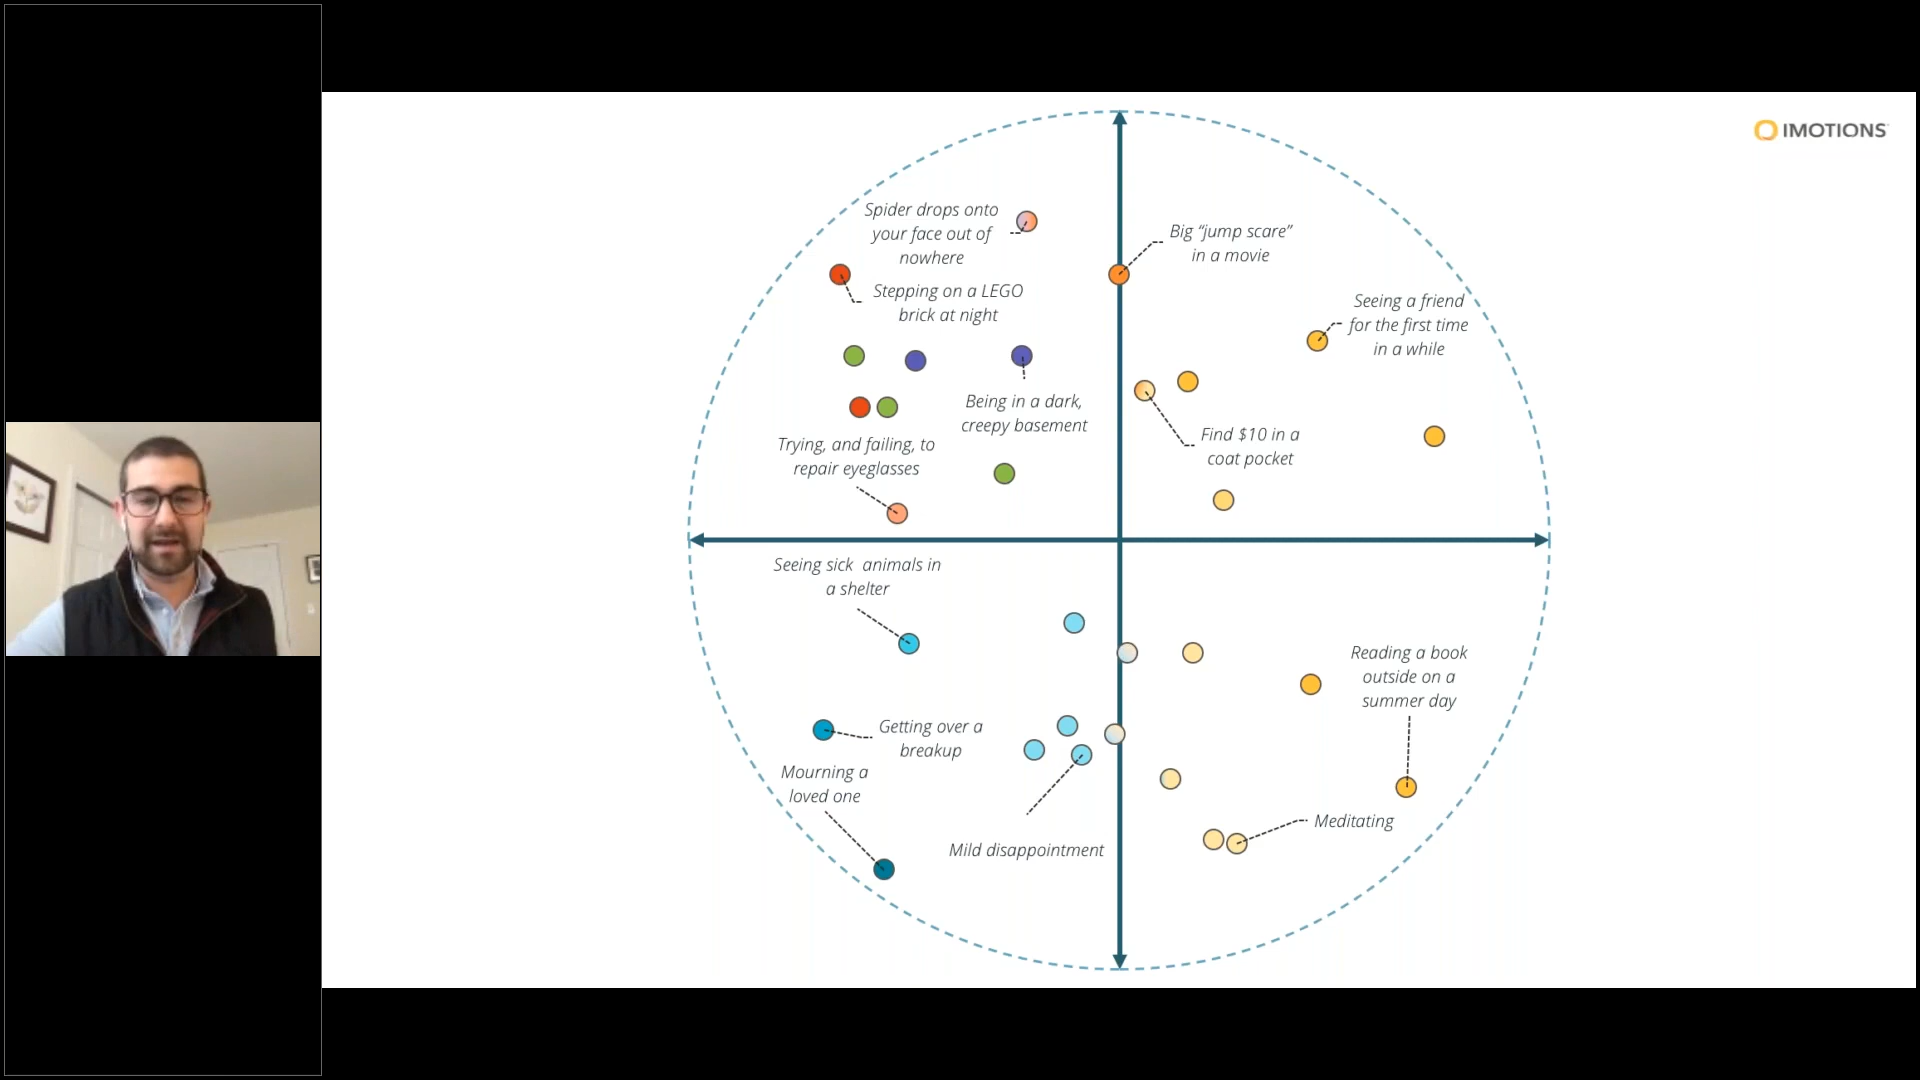 IMOTIONS
Spider drops onto
your face out of
nowhere
Big “jump scare”
in a movie
Stepping on a LEGO
brick at night
Seeing a friend
for the first time
in a while
Being in a dark,
creepy basement
Trying, and failing, to
repair eyeglasses
Find $10 in a
coat pocket
Seeing sick animals in
a shelter
Reading a book
outside on a
summer day
Getting over a
breakup
Mourning a
loved one
Meditating
Mild disappointment